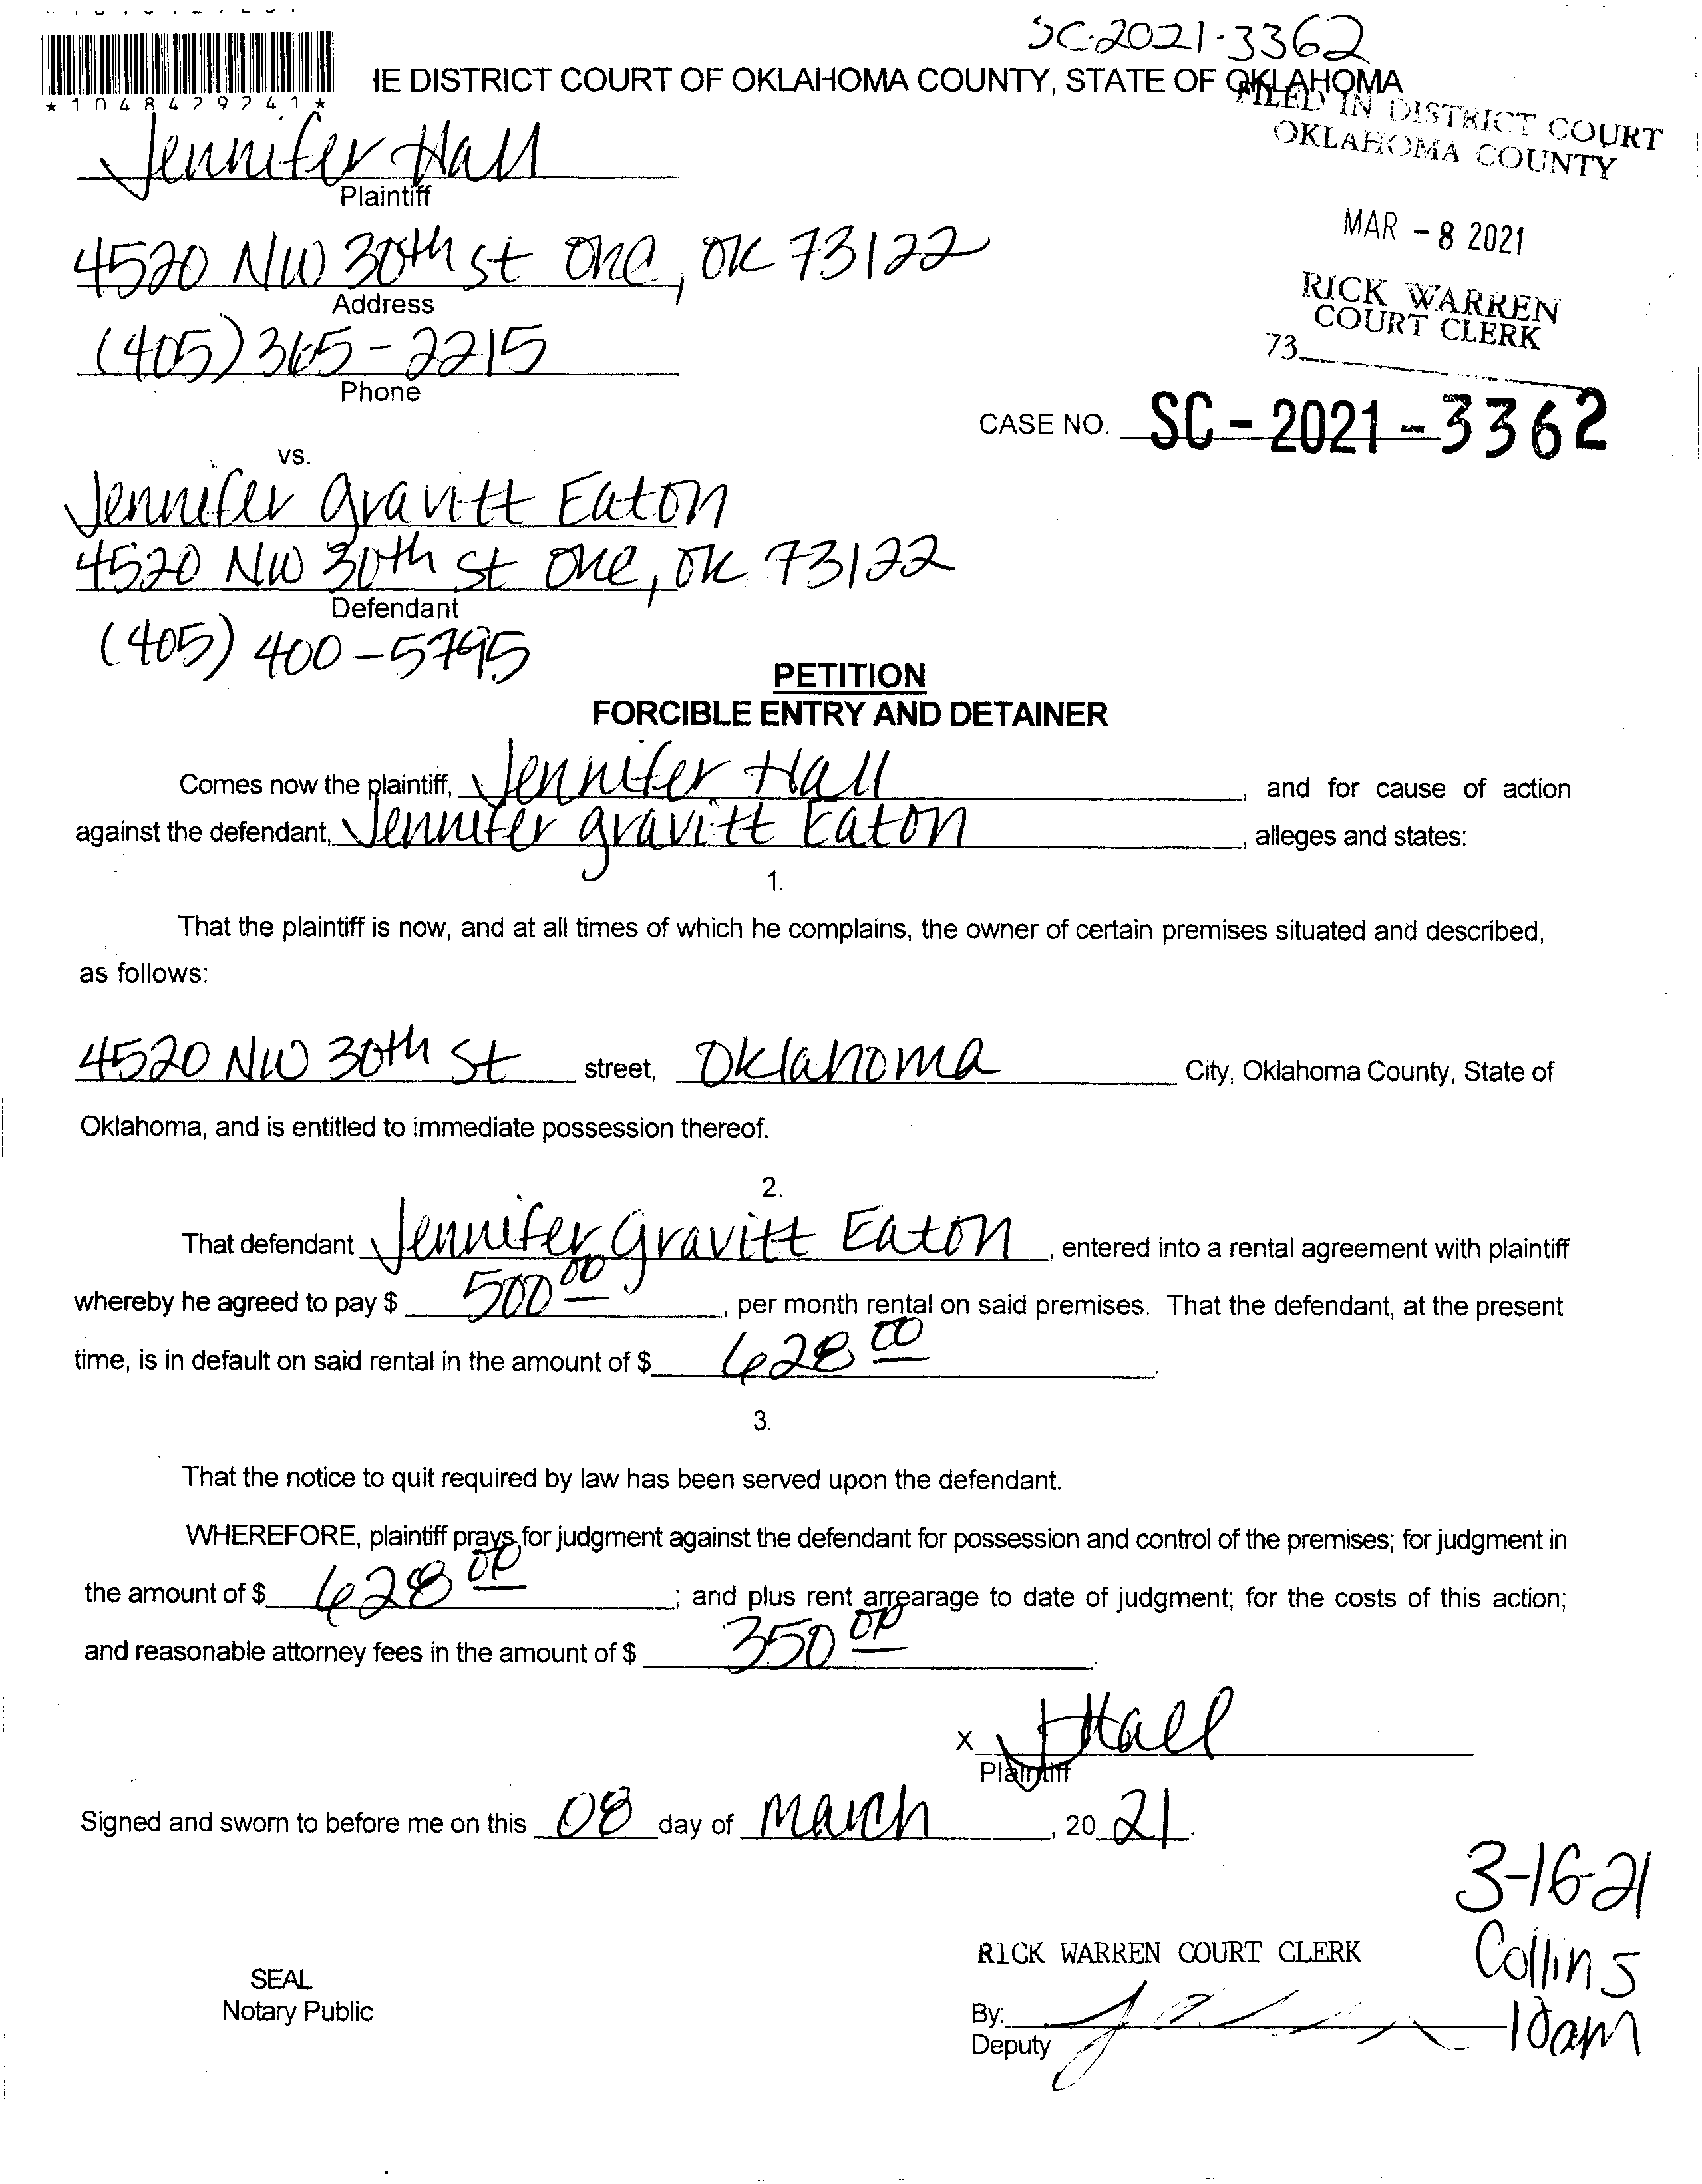 SC-2021-3362
IE DISTRICT COURT OF OKLAHOMA COUNTY, STATE OF OKLAHOMA
*1048429241*
FILED IN DISTRICT COURT
OKLAHOMA COUNTY
Jennifer Hall
Plaintiff
MAR - 8 2021
4520 NW 30th st OKC, OK 73122
Address
RICK WARREN
COURT CLERK
73
(405) 365-2215
Phone
CASE NO. SC-2021-3362
vs.
Jennifer Gravitt Eaton
4520 NW 30th st OKC, OK 73122
Defendant
(405) 400-5795
PETITION
FORCIBLE ENTRY AND DETAINER
Comes now the plaintiff, Jennifer Hall, and for cause of action
against the defendant, Jennifer gravitt Eaton, alleges and states:
1.
That the plaintiff is now, and at all times of which he complains, the owner of certain premises situated and described,
as follows:
4520 NW 30th St street, Oklahoma City, Oklahoma County, State of
Oklahoma, and is entitled to immediate possession thereof.
2.
That defendant Jennifer Gravitt Eaton, entered into a rental agreement with plaintiff
whereby he agreed to pay $ 500 00, per month rental on said premises. That the defendant, at the present
time, is in default on said rental in the amount of $ 628 00.
3.
That the notice to quit required by law has been served upon the defendant.
WHEREFORE, plaintiff prays for judgment against the defendant for possession and control of the premises; for judgment in
the amount of $ 628 00; and plus rent arrearage to date of judgment; for the costs of this action;
and reasonable attorney fees in the amount of $ 350 00.
X JHall
Plaintiff
Signed and sworn to before me on this 08 day of March, 2021.
3-16-21
Collins
10am
RICK WARREN COURT CLERK
SEAL
Notary Public
By:
Deputy